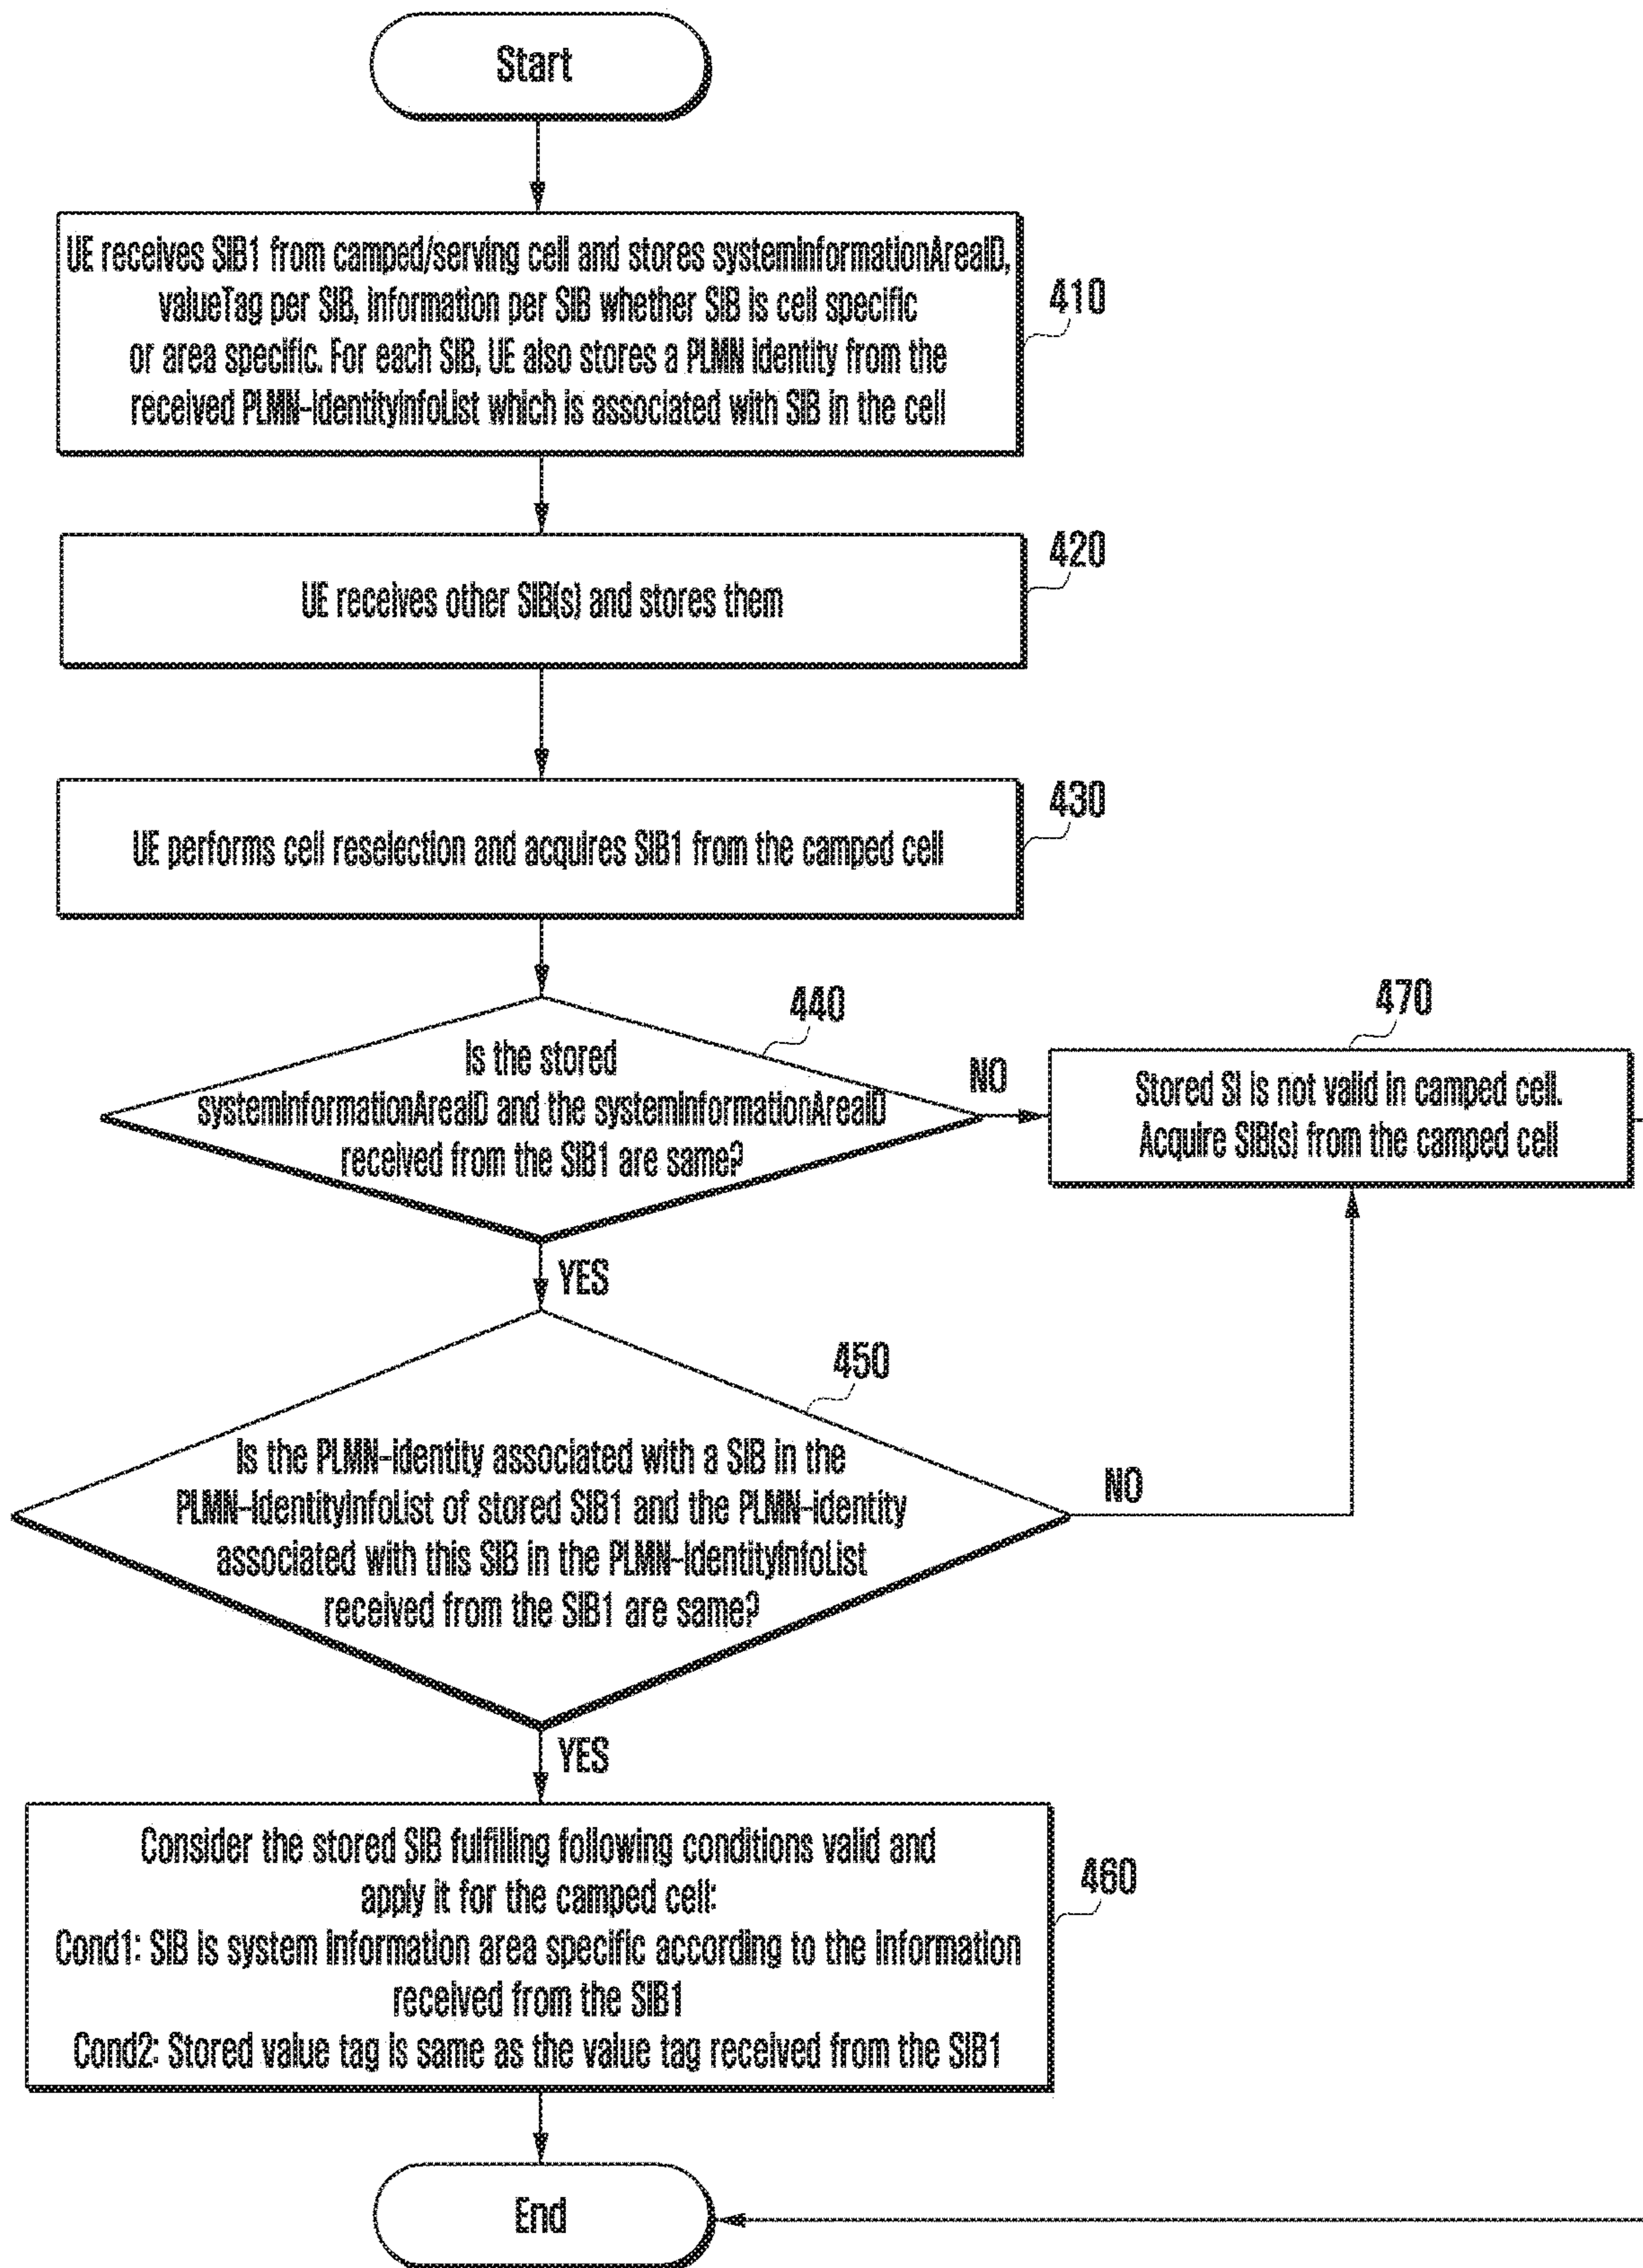 Start
UE receives SIB1 from camped/serving cell and stores systemInformationAreaID,
valueTag per SIB, information per SIB whether SIB is cell specific
or area specific. For each SIB, UE also stores a PLMN identity from the
received PLMN-IdentityInfoList which is associated with SIB in the cell
410
UE receives other SIB(s) and stores them
420
UE performs cell reselection and acquires SIB1 from the camped cell
430
Is the stored
systemInformationAreaID and the systemInformationAreaID
received from the SIB1 are same?
440
NO
470
Stored SI is not valid in camped cell.
Acquire SIB(s) from the camped cell
YES
450
Is the PLMN-identity associated with a SIB in the
PLMN-IdentityInfoList of stored SIB1 and the PLMN-identity
associated with this SIB in the PLMN-IdentityInfoList
received from the SIB1 are same?
NO
YES
Consider the stored SIB fulfilling following conditions valid and
apply it for the camped cell:
Cond1: SIB is system information area specific according to the information
received from the SIB1
Cond2: Stored value tag is same as the value tag received from the SIB1
460
End